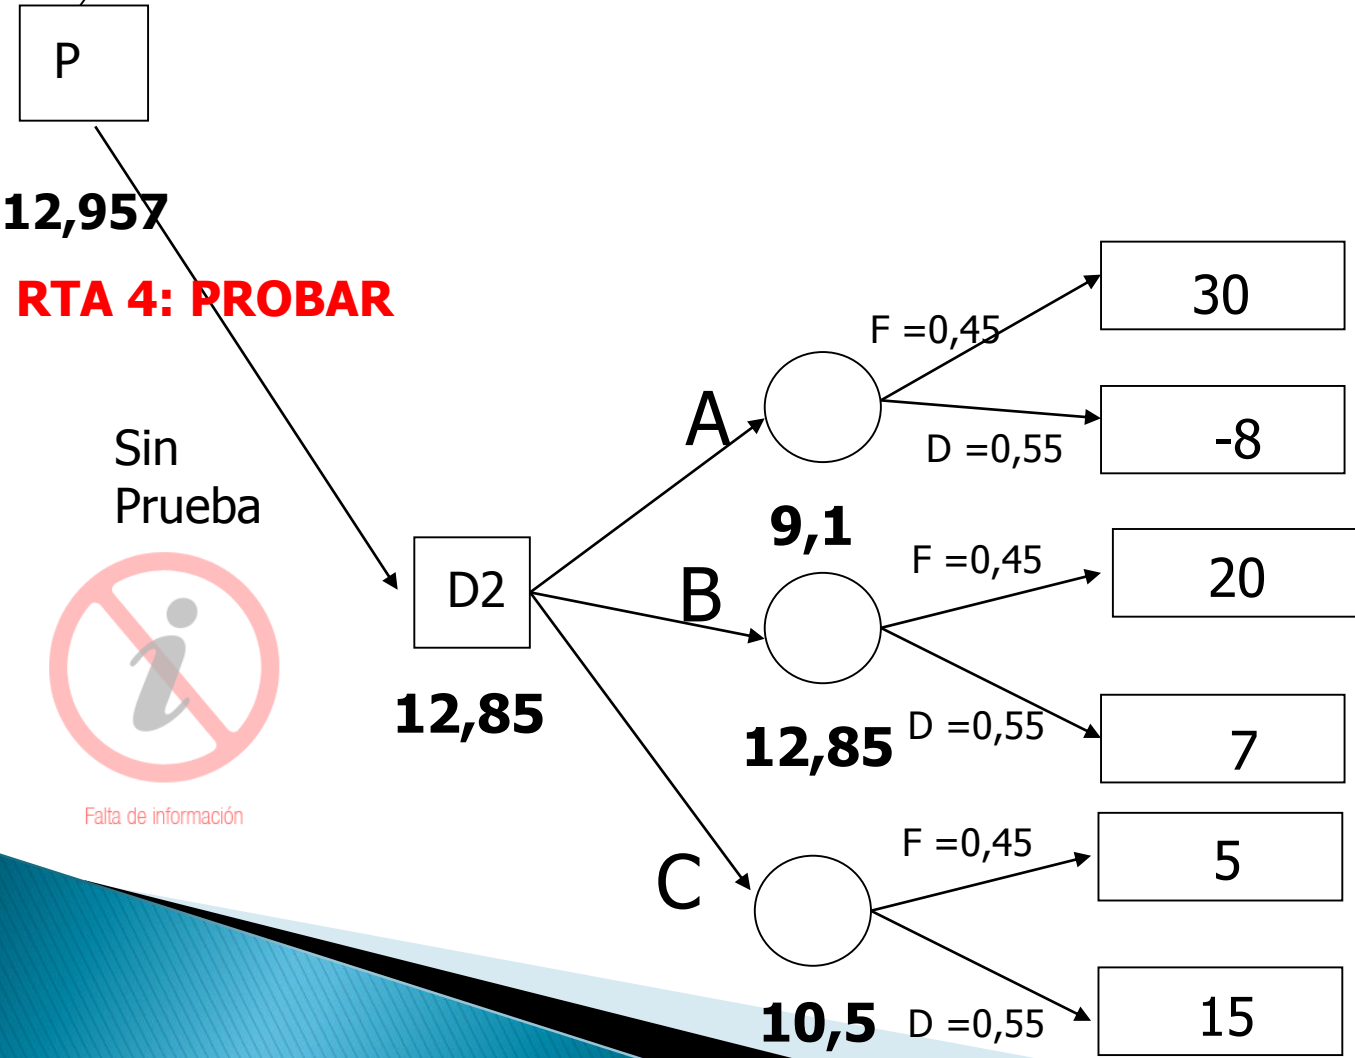 P
12,957
RTA 4: PROBAR
30
F =0,45
A
-8
D =0,55
Sin
Prueba
9,1
F =0,45
20
B
D2
12,85
12,85
D =0,55
7
Falta de información
F =0,45
5
C
10,5
D =0,55
15